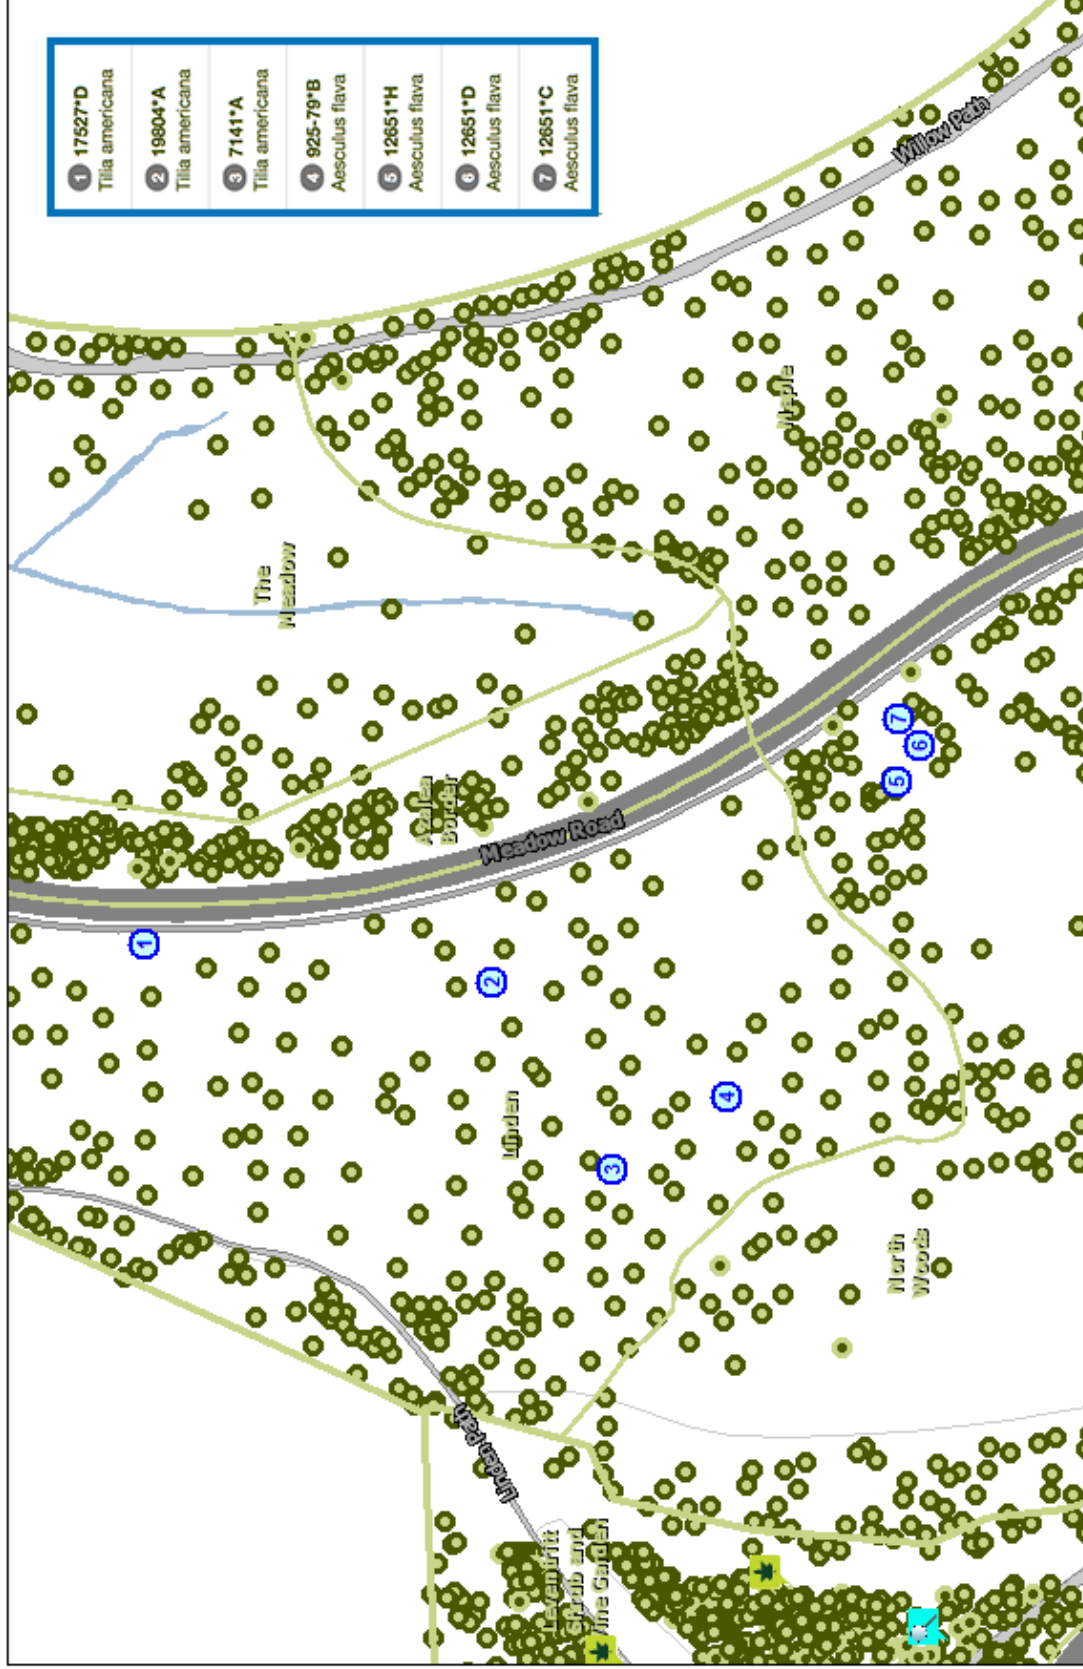 1 17527*D
Tilia americana
2 19804*A
Tilia americana
3 7141*A
Tilia americana
4 925-79*B
Aesculus flava
5 12651*H
Aesculus flava
6 12651*D
Aesculus flava
7 12651*C
Aesculus flava
Willow Path
The
Meadow
Maple
Azalea
Border
Meadow Road
1
2
3
4
5
6
7
Linden
North
Woods
Linden Path
Leventritt
Shrub and
Vine Garden